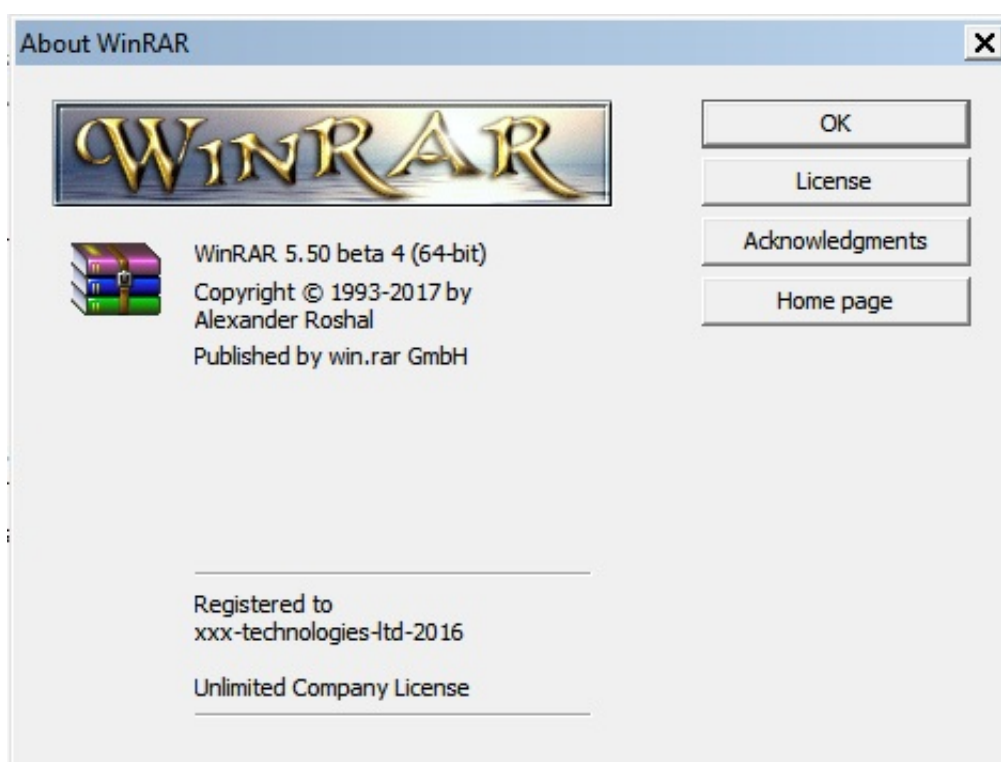 About WinRAR
WinRAR
OK
License
Acknowledgments
Home page
WinRAR 5.50 beta 4 (64-bit)
Copyright © 1993-2017 by
Alexander Roshal
Published by win.rar GmbH
Registered to
xxx-technologies-ltd-2016
Unlimited Company License